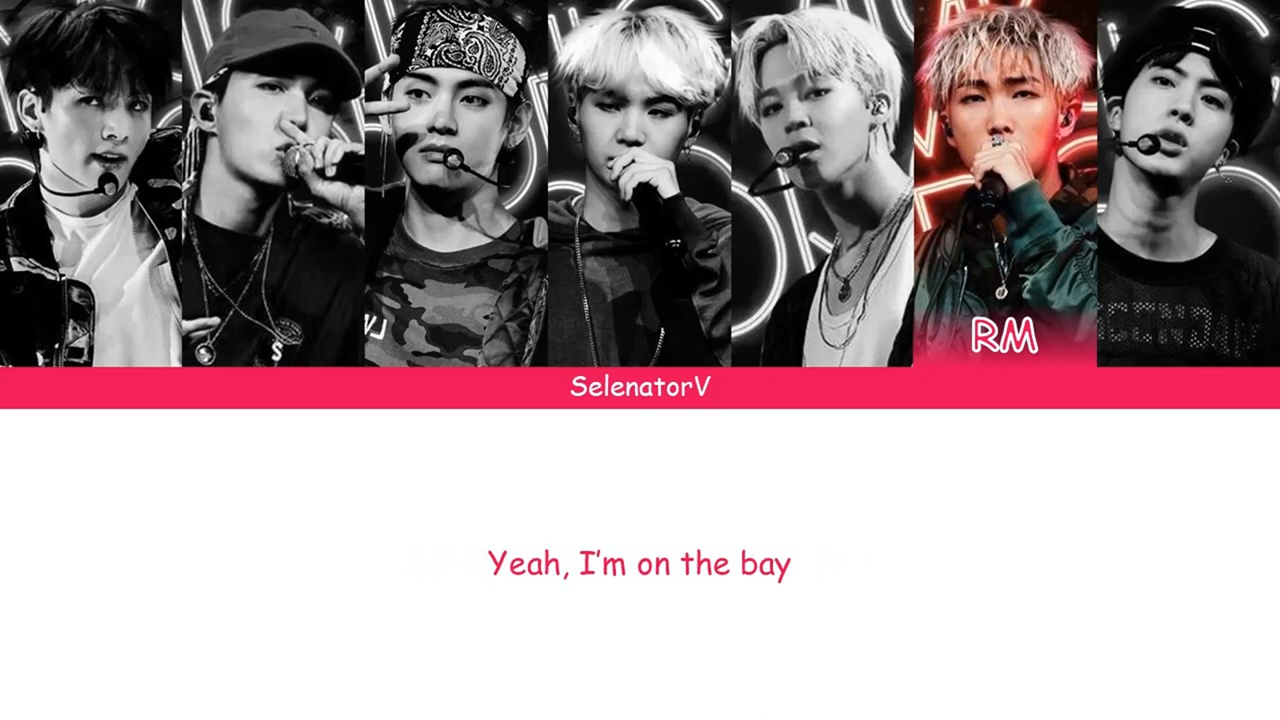 RM
SelenatorV
Yeah, I'm on the bay